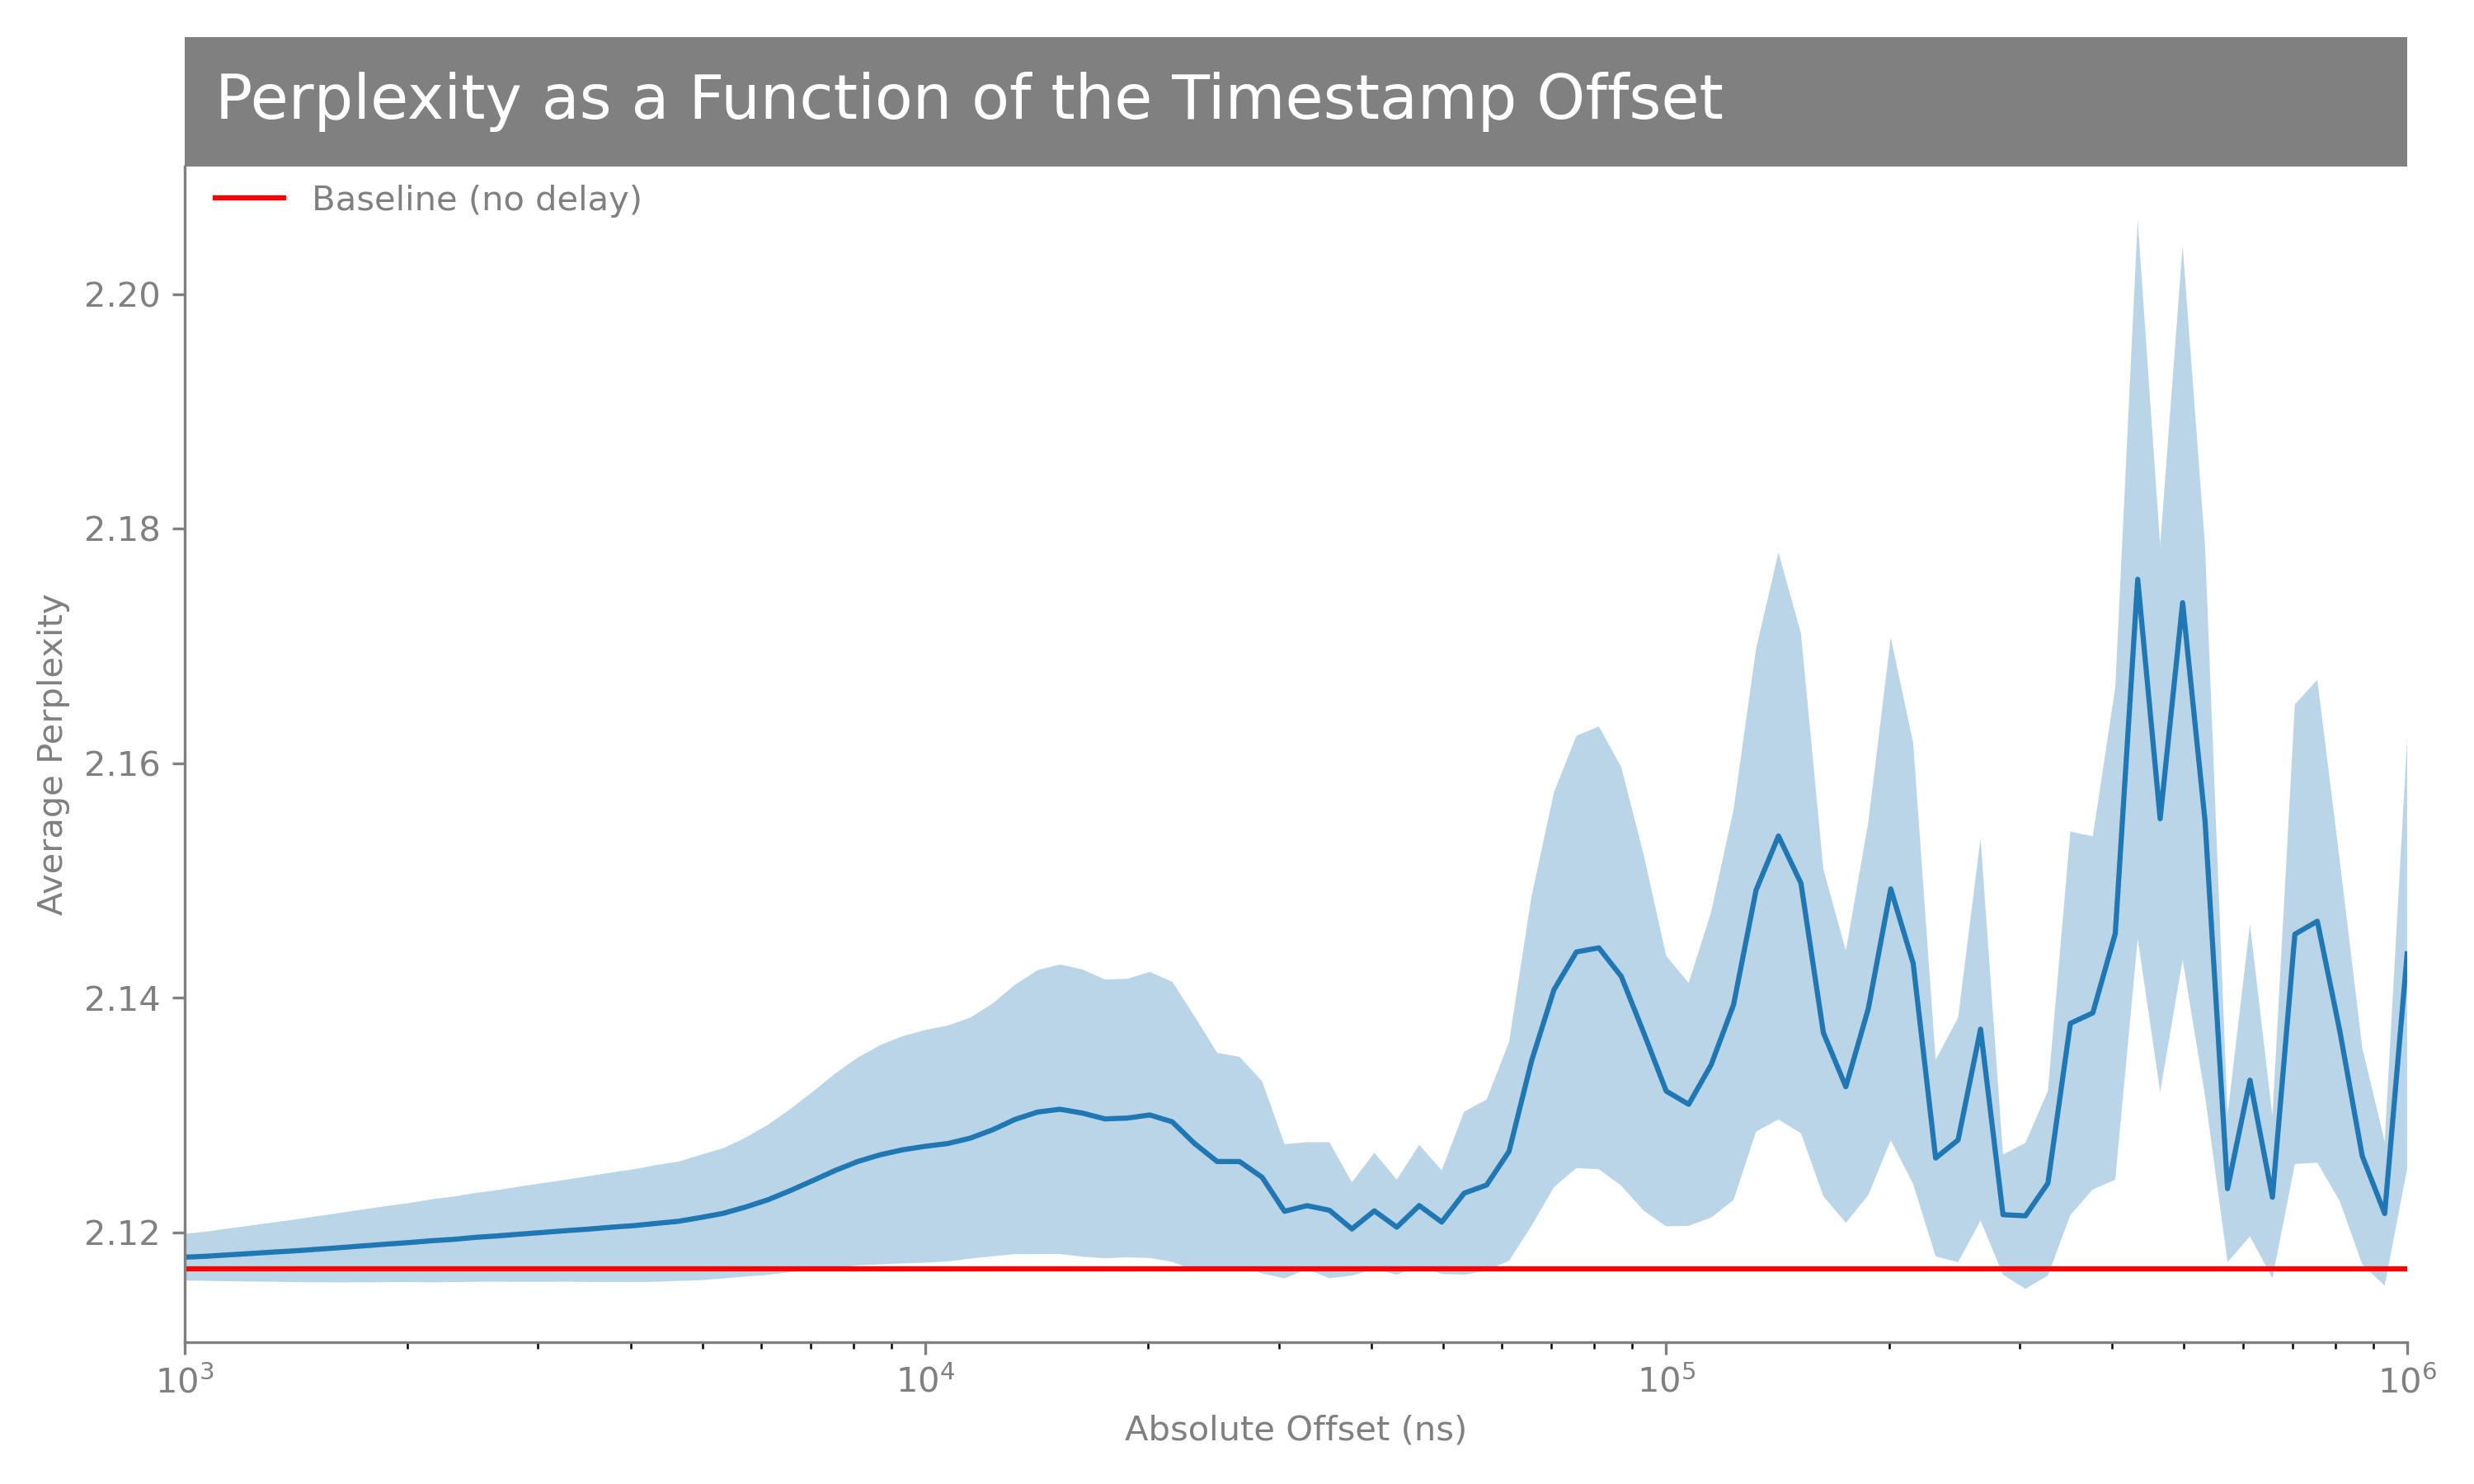 Perplexity as a Function of the Timestamp Offset
Baseline (no delay)
2.20
2.18
2.16
2.14
2.12
Average Perplexity
10³
10⁴
10⁵
10⁶
Absolute Offset (ns)